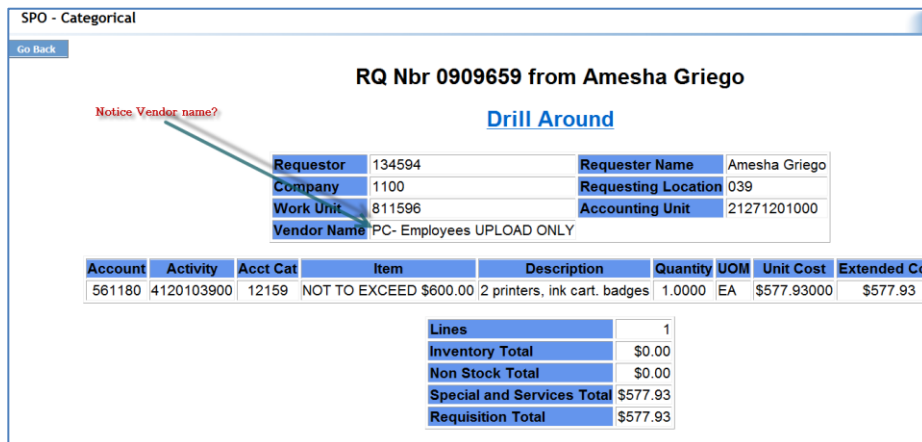 SPO - Categorical
Go Back
RQ Nbr 0909659 from Amesha Griego
Notice Vendor name?
Drill Around
Requestor 134594 Requester Name Amesha Griego
Company 1100 Requesting Location 039
Work Unit 811596 Accounting Unit 21271201000
Vendor Name PC- Employees UPLOAD ONLY
Account Activity Acct Cat Item Description Quantity UOM Unit Cost Extended Co
561180 4120103900 12159 NOT TO EXCEED $600.00 2 printers, ink cart. badges 1.0000 EA $577.93000 $577.93
Lines 1
Inventory Total $0.00
Non Stock Total $0.00
Special and Services Total $577.93
Requisition Total $577.93